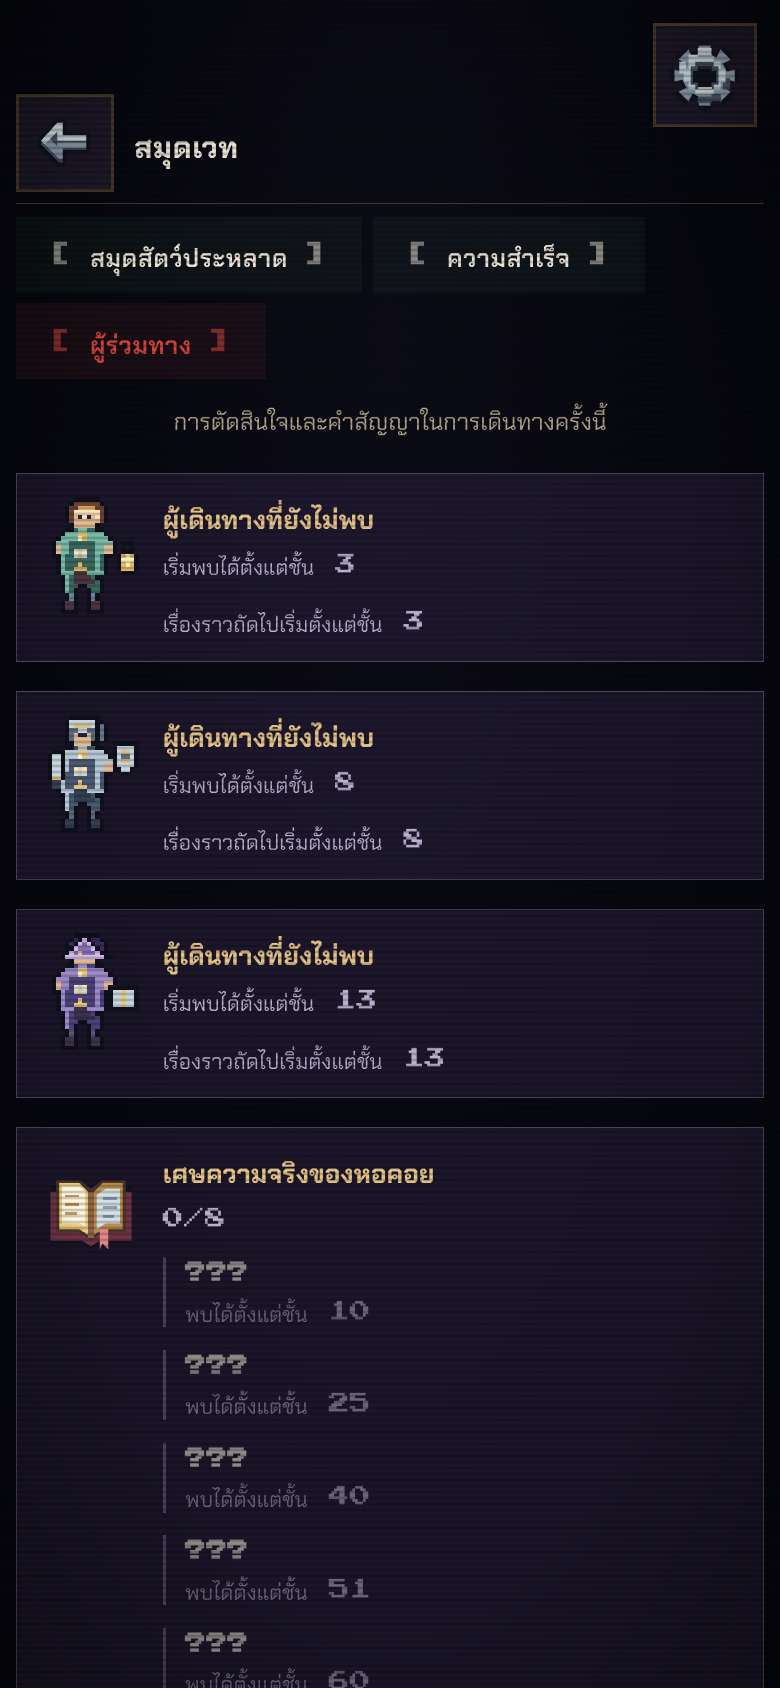 สมุดเวท
[ สมุดสัตว์ประหลาด ] [ ความสำเร็จ ]
[ ผู้ร่วมทาง ]
การตัดสินใจและคำสัญญาในการเดินทางครั้งนี้
ผู้เดินทางที่ยังไม่พบ
เริ่มพบได้ตั้งแต่ชั้น 3
เรื่องราวถัดไปเริ่มตั้งแต่ชั้น 3
ผู้เดินทางที่ยังไม่พบ
เริ่มพบได้ตั้งแต่ชั้น 8
เรื่องราวถัดไปเริ่มตั้งแต่ชั้น 8
ผู้เดินทางที่ยังไม่พบ
เริ่มพบได้ตั้งแต่ชั้น 13
เรื่องราวถัดไปเริ่มตั้งแต่ชั้น 13
เศษความจริงของหอคอย
0/8
???
พบได้ตั้งแต่ชั้น 10
???
พบได้ตั้งแต่ชั้น 25
???
พบได้ตั้งแต่ชั้น 40
???
พบได้ตั้งแต่ชั้น 51
???
พบได้ตั้งแต่ชั้น 60